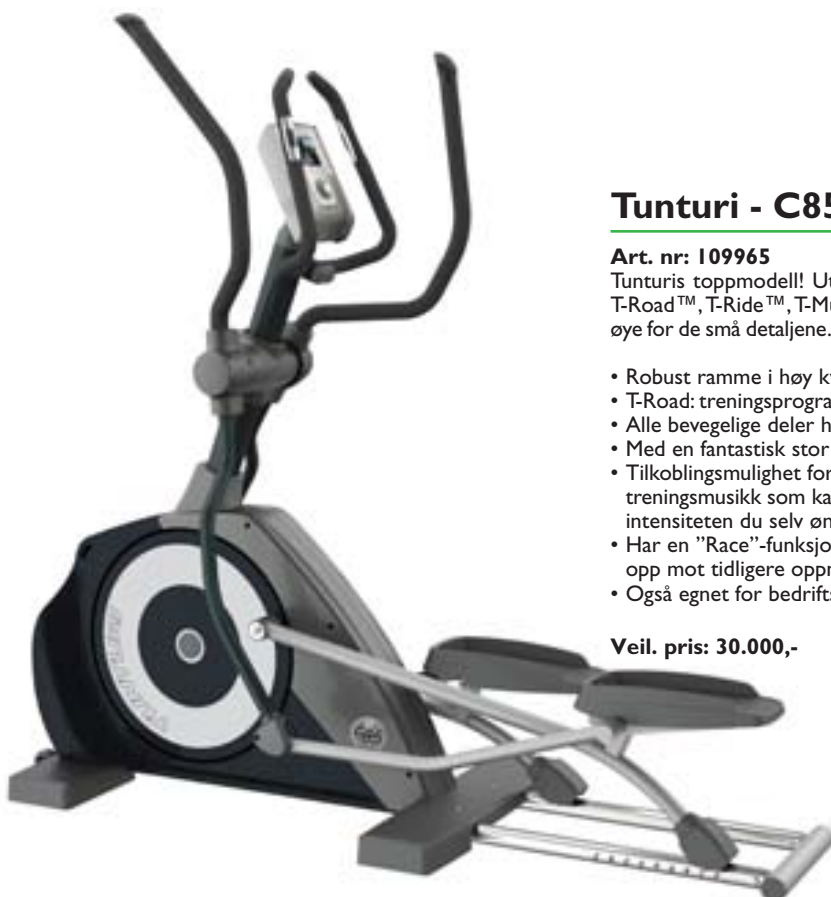 TUNTURI
Tunturi - C85
Art. nr: 109965
Tunturis toppmodell! Ut
T-Road™, T-Ride™, T-Mu
øye for de små detaljene.
• Robust ramme i høy kv
• T-Road: treningsprogra
• Alle bevegelige deler h
• Med en fantastisk stor
• Tilkoblingsmulighet for
treningsmusikk som ka
intensiteten du selv øn
• Har en ”Race”-funksjo
opp mot tidligere oppn
• Også egnet for bedrifts
Veil. pris: 30.000,-